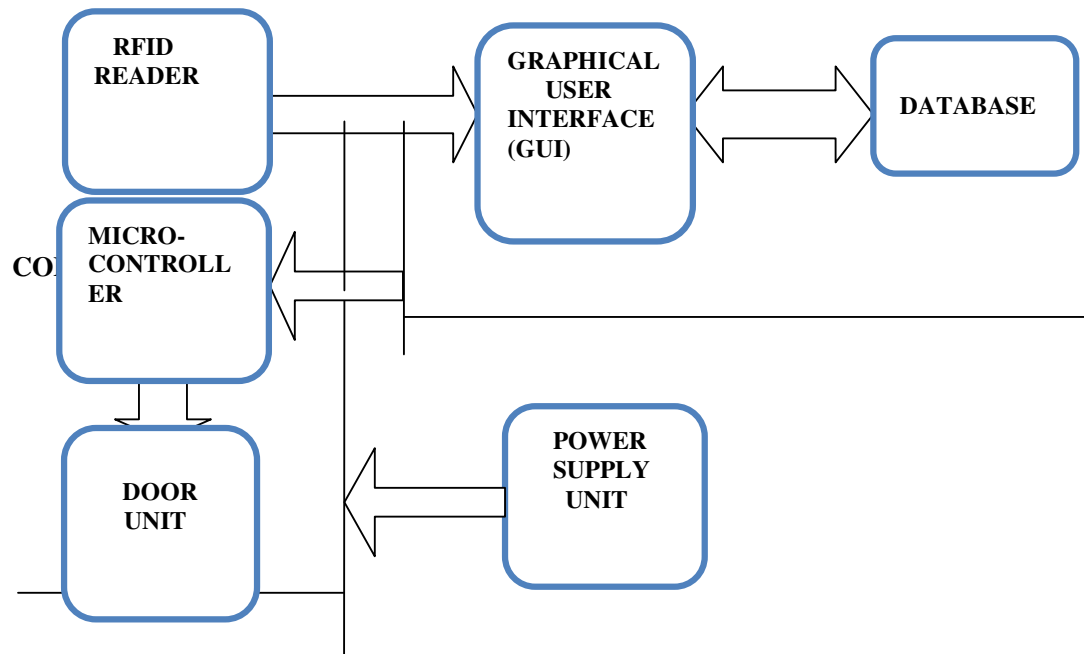 RFID
READER
GRAPHICAL
USER
INTERFACE
(GUI)
DATABASE
MICRO-
CONTROLL
ER
DOOR
UNIT
POWER
SUPPLY
UNIT